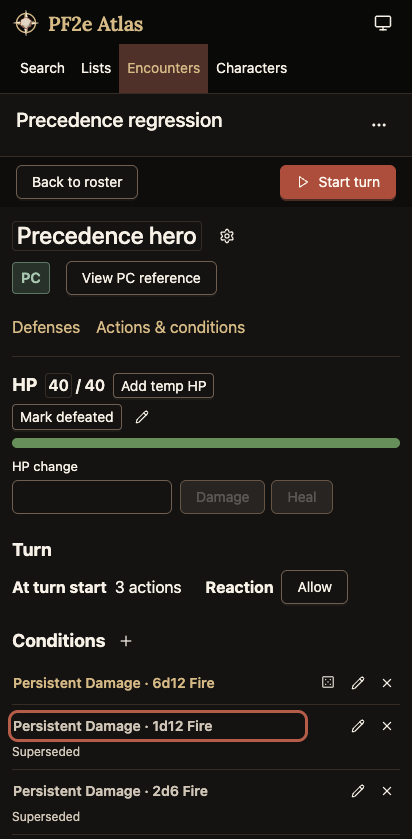 PF2e Atlas
Search Lists Encounters Characters
Precedence regression
...
Back to roster Start turn
Precedence hero
PC View PC reference
Defenses Actions & conditions
HP 40 / 40 Add temp HP
Mark defeated
HP change
Damage Heal
Turn
At turn start 3 actions Reaction Allow
Conditions +
Persistent Damage · 6d12 Fire
Persistent Damage · 1d12 Fire
Superseded
Persistent Damage · 2d6 Fire
Superseded